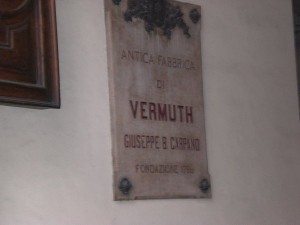 ANTICA FABBRICA
DI
VERMUTH
GIUSEPPE B. CARPANO
FONDAZIONE